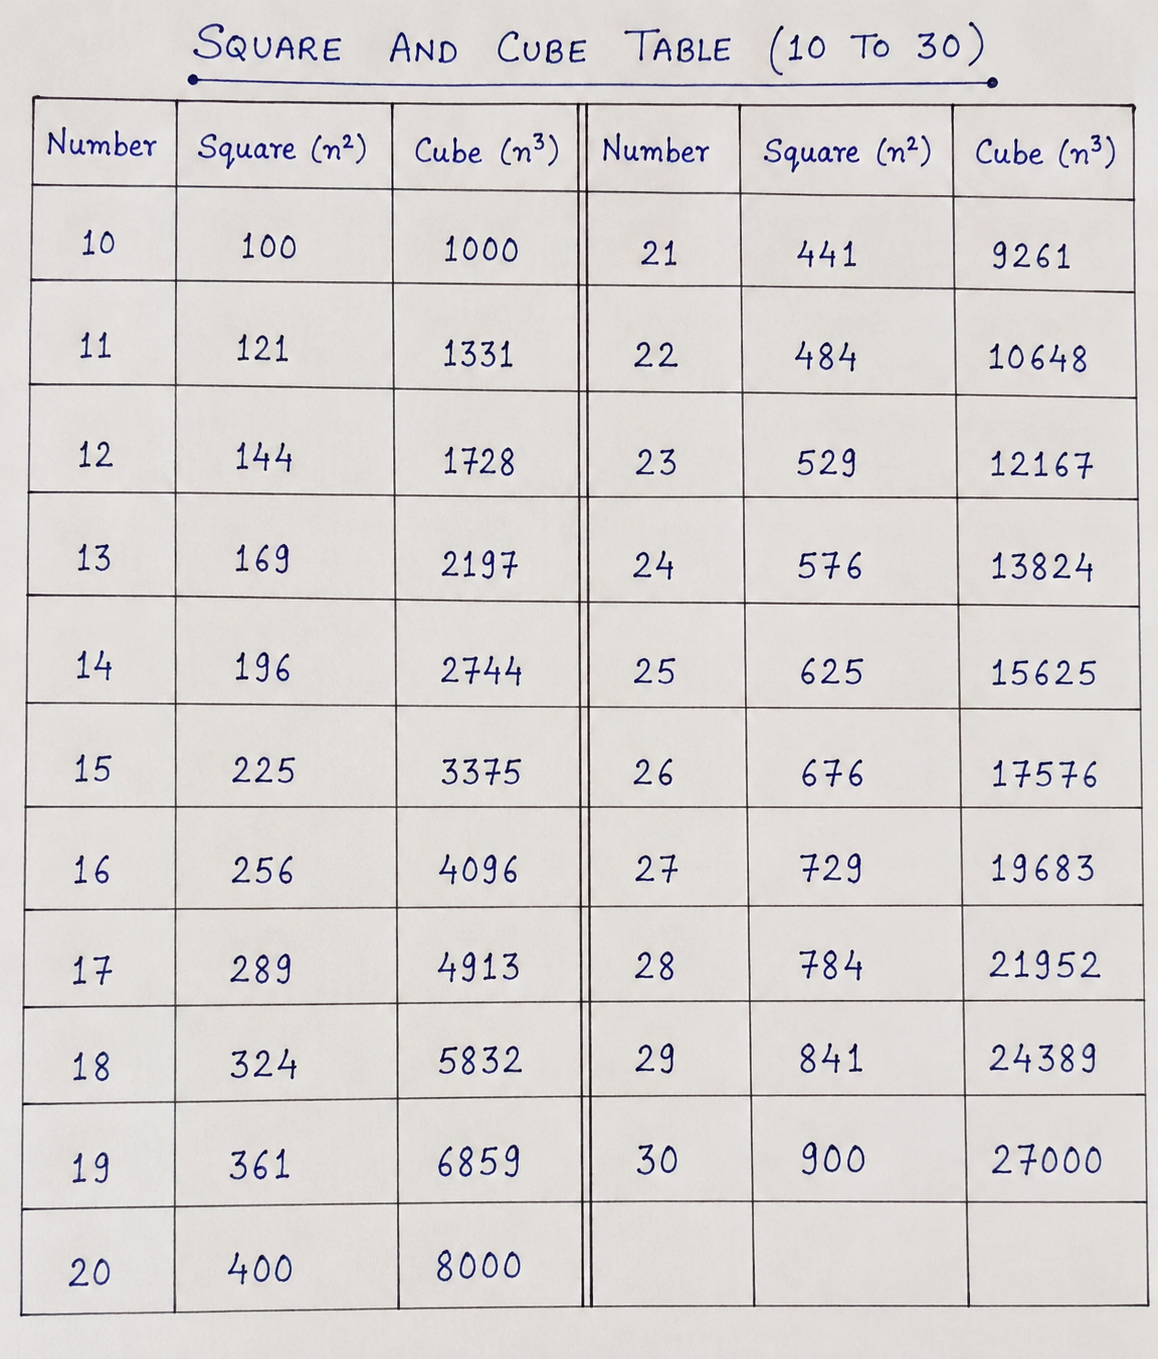 SQUARE AND CUBE TABLE (10 TO 30)
Number Square (n²) Cube (n³) Number Square (n²) Cube (n³)
10 100 1000 21 441 9261
11 121 1331 22 484 10648
12 144 1728 23 529 12167
13 169 2197 24 576 13824
14 196 2744 25 625 15625
15 225 3375 26 676 17576
16 256 4096 27 729 19683
17 289 4913 28 784 21952
18 324 5832 29 841 24389
19 361 6859 30 900 27000
20 400 8000